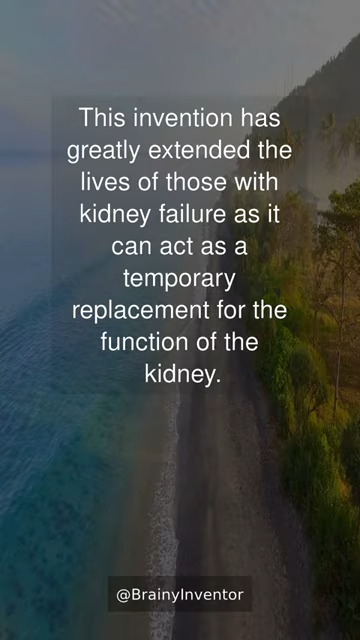 This invention has
greatly extended the
lives of those with
kidney failure as it
can act as a
temporary
replacement for the
function of the
kidney.
@BrainyInventor